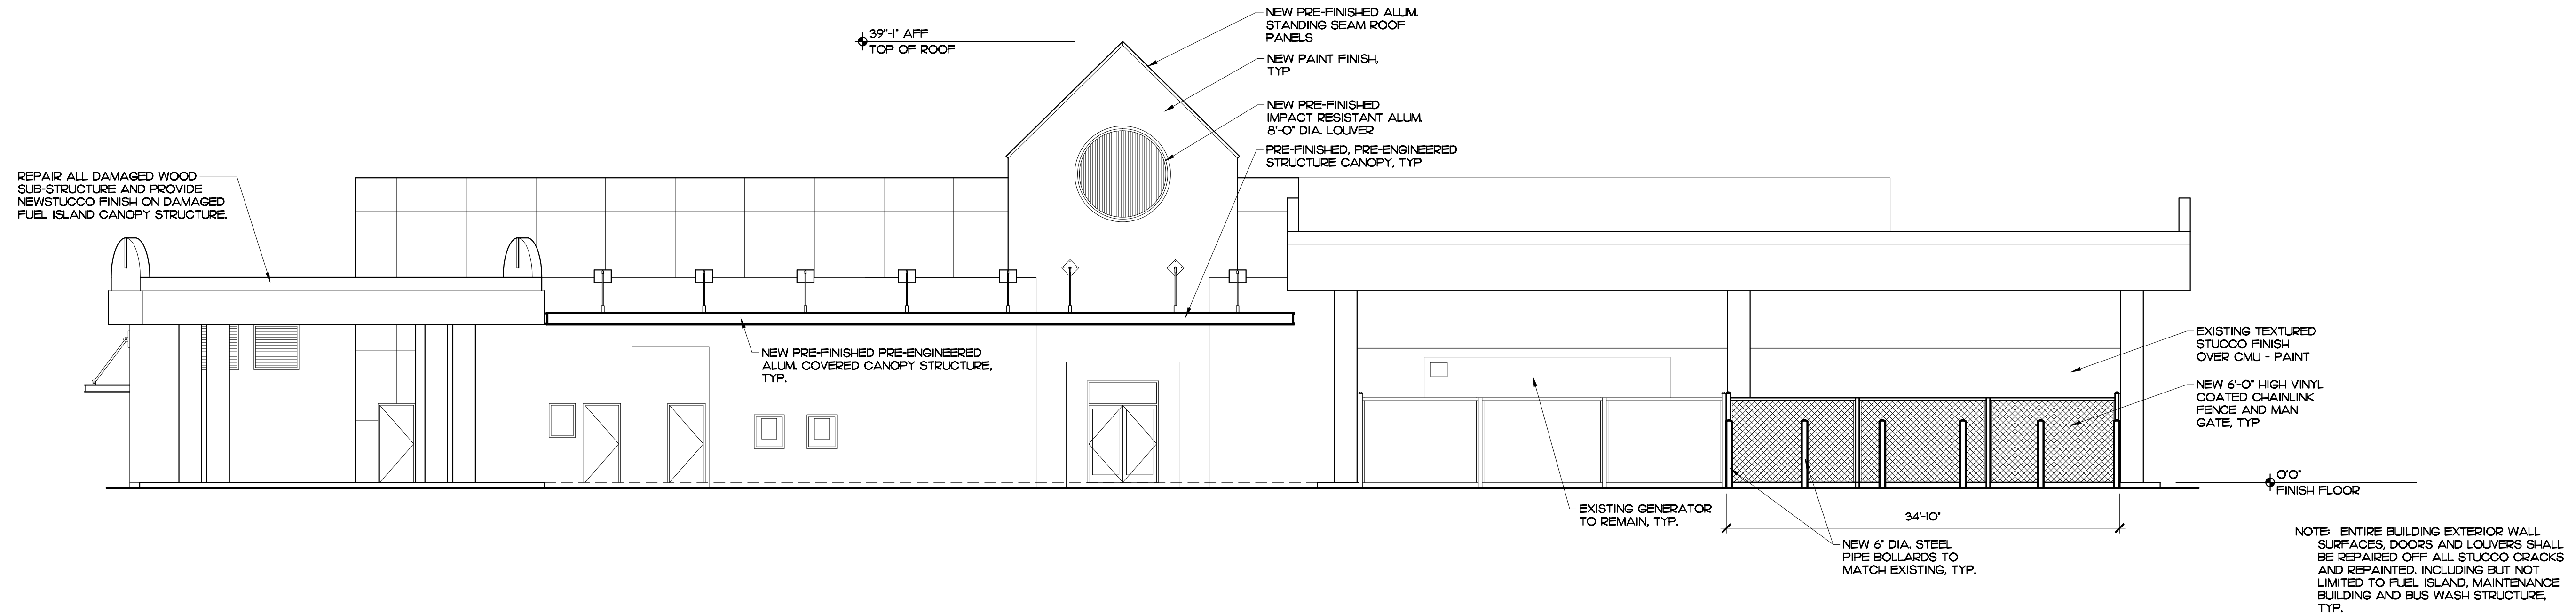 39"-1" AFF
TOP OF ROOF
NEW PRE-FINISHED ALUM.
STANDING SEAM ROOF
PANELS
NEW PAINT FINISH,
TYP
NEW PRE-FINISHED
IMPACT RESISTANT ALUM.
8'-0" DIA. LOUVER
PRE-FINISHED, PRE-ENGINEERED
STRUCTURE CANOPY, TYP
REPAIR ALL DAMAGED WOOD
SUB-STRUCTURE AND PROVIDE
NEWSTUCCO FINISH ON DAMAGED
FUEL ISLAND CANOPY STRUCTURE.
NEW PRE-FINISHED PRE-ENGINEERED
ALUM. COVERED CANOPY STRUCTURE,
TYP.
EXISTING TEXTURED
STUCCO FINISH
OVER CMU - PAINT
NEW 6'-0" HIGH VINYL
COATED CHAINLINK
FENCE AND MAN
GATE, TYP
0'0"
FINISH FLOOR
EXISTING GENERATOR
TO REMAIN, TYP.
34'-10"
NEW 6" DIA. STEEL
PIPE BOLLARDS TO
MATCH EXISTING, TYP.
NOTE: ENTIRE BUILDING EXTERIOR WALL
SURFACES, DOORS AND LOUVERS SHALL
BE REPAIRED OFF ALL STUCCO CRACKS
AND REPAINTED. INCLUDING BUT NOT
LIMITED TO FUEL ISLAND, MAINTENANCE
BUILDING AND BUS WASH STRUCTURE,
TYP.